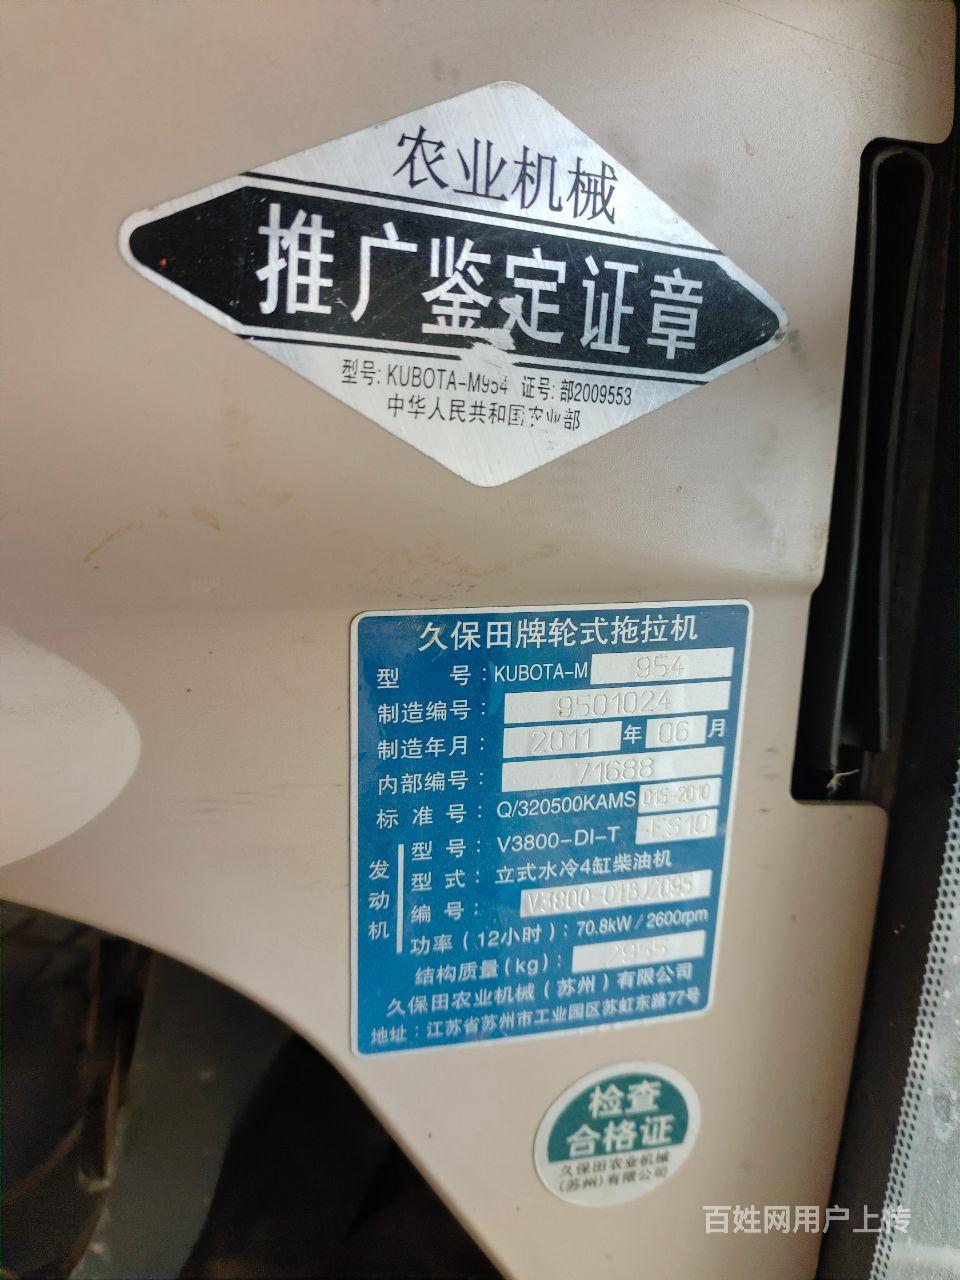 农业机械
推广鉴定证章
型号: KUBOTA-M954 证号: 部2009553
中华人民共和国农业部
久保田牌轮式拖拉机
型 号: KUBOTA-M 954
制造编号: 9501024
制造年月: 2011 年 06 月
内部编号: 71688
标 准 号: Q/320500KAMS 015-2010
发动机
型 号: V3800-DI-T -ES10
型 式: 立式水冷4缸柴油机
编 号: V3800-01BJ2095
功率(12小时): 70.8kW/2600rpm
结构质量(kg): 2955
久保田农业机械(苏州)有限公司
地址: 江苏省苏州市工业园区苏虹东路77号
检查
合格证
久保田农业机械
(苏州)有限公司
百姓网用户上传